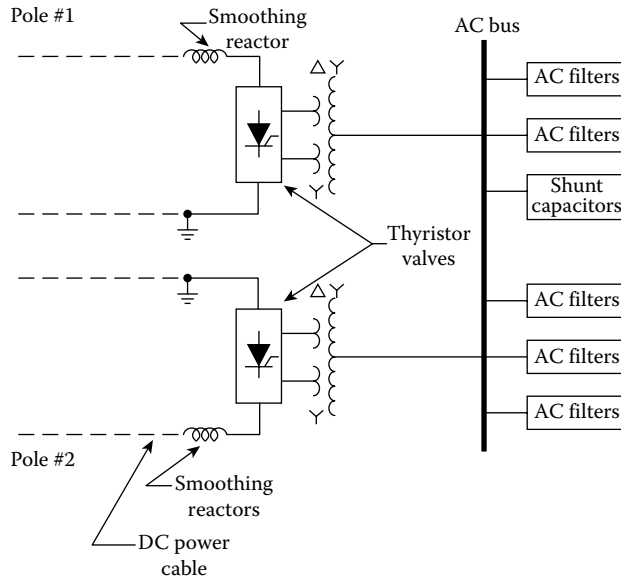 Pole #1
Smoothing
reactor
AC bus
AC filters
AC filters
Shunt
capacitors
Thyristor
valves
AC filters
AC filters
AC filters
Pole #2
Smoothing
reactors
DC power
cable